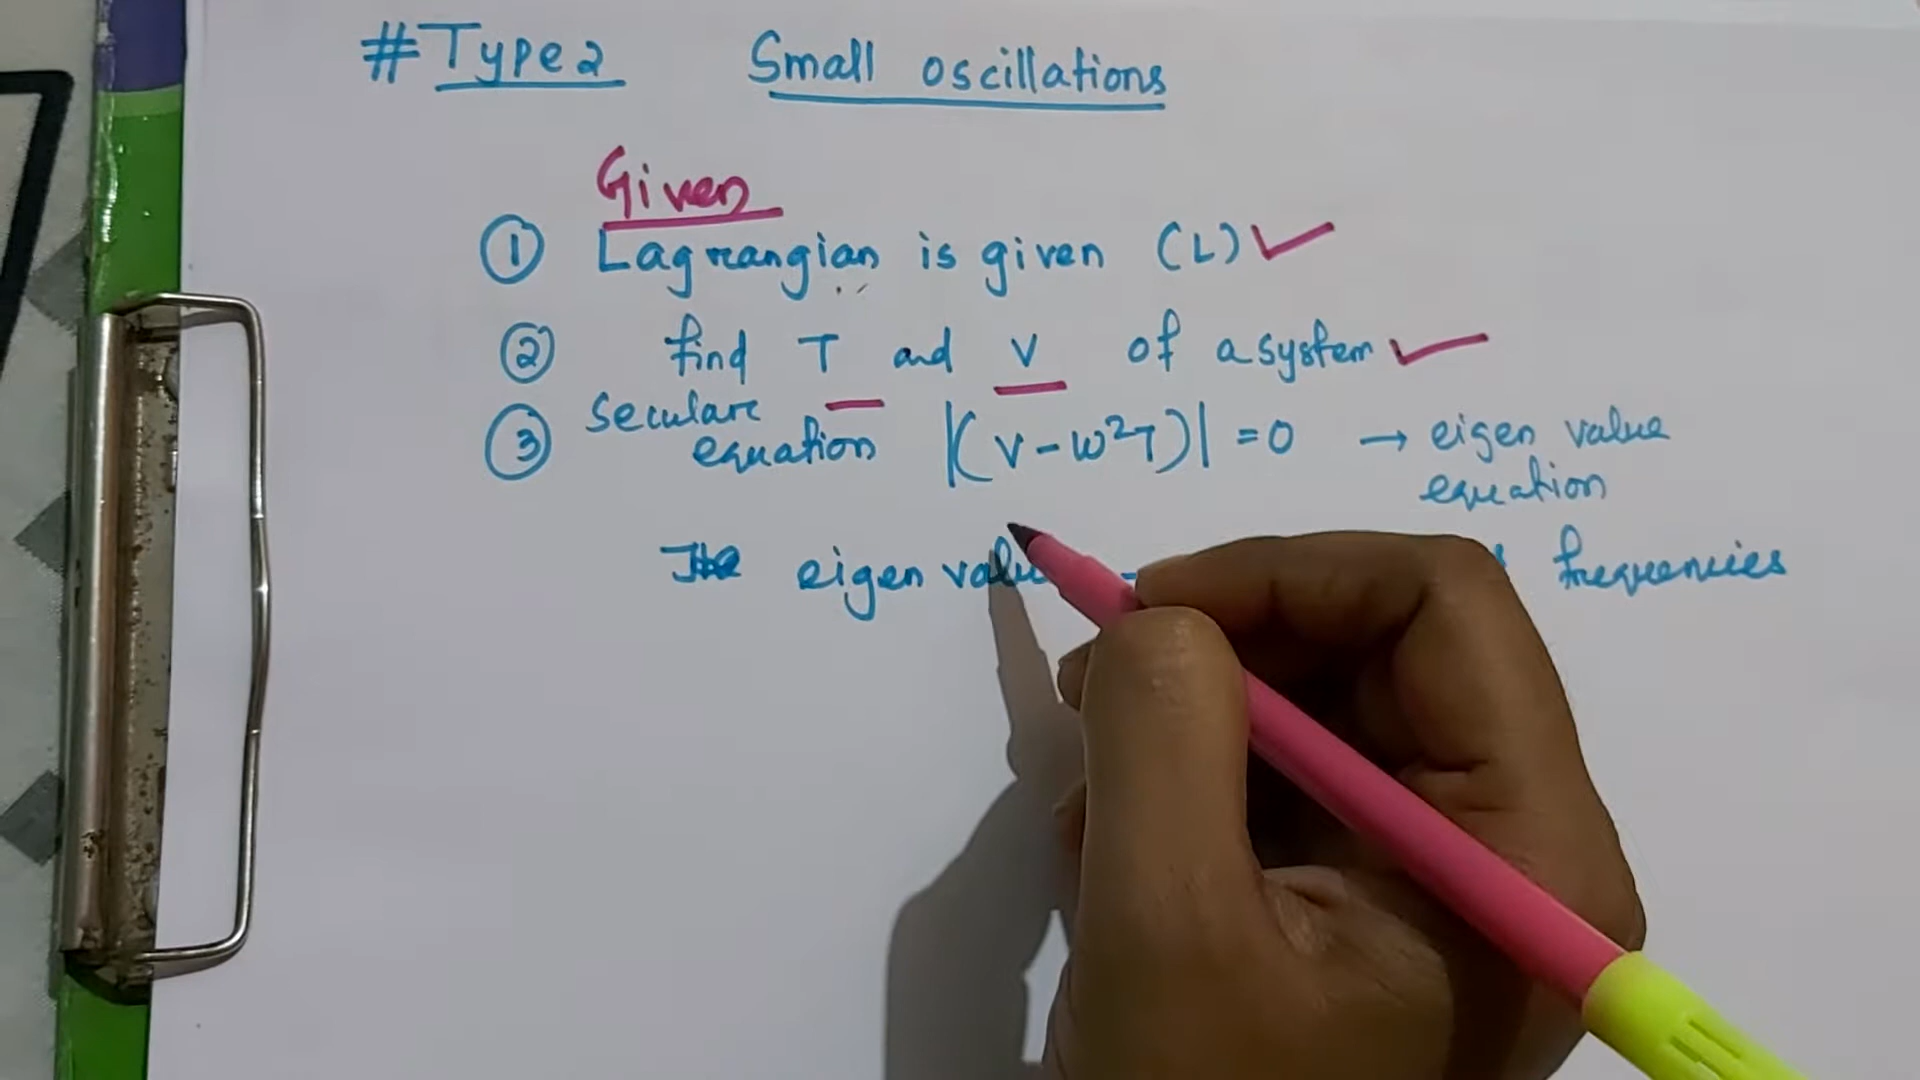 #Type 2 Small oscillations
Given
① Lagrangian is given (L) ✓
② find T and V of a system ✓
③ Seculare equation |(V-ω²T)| = 0 → eigen value
equation
The eigen value frequencies